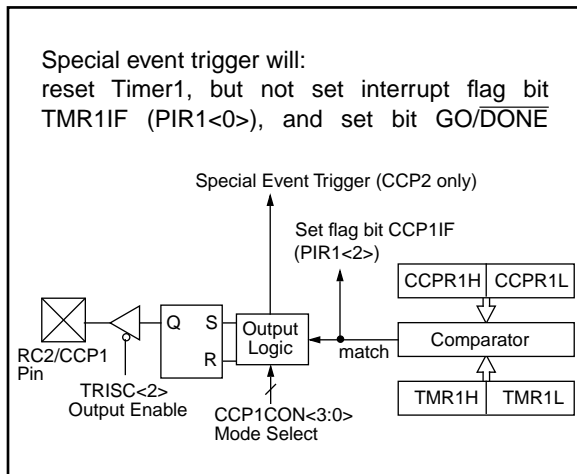 Special event trigger will:
reset Timer1, but not set interrupt flag bit
TMR1IF (PIR1<0>), and set bit GO/DONE
Special Event Trigger (CCP2 only)
Set flag bit CCP1IF
(PIR1<2>)
CCPR1H CCPR1L
Q S
R
Output
Logic
match
Comparator
RC2/CCP1
Pin
TRISC<2>
Output Enable
CCP1CON<3:0>
Mode Select
TMR1H TMR1L